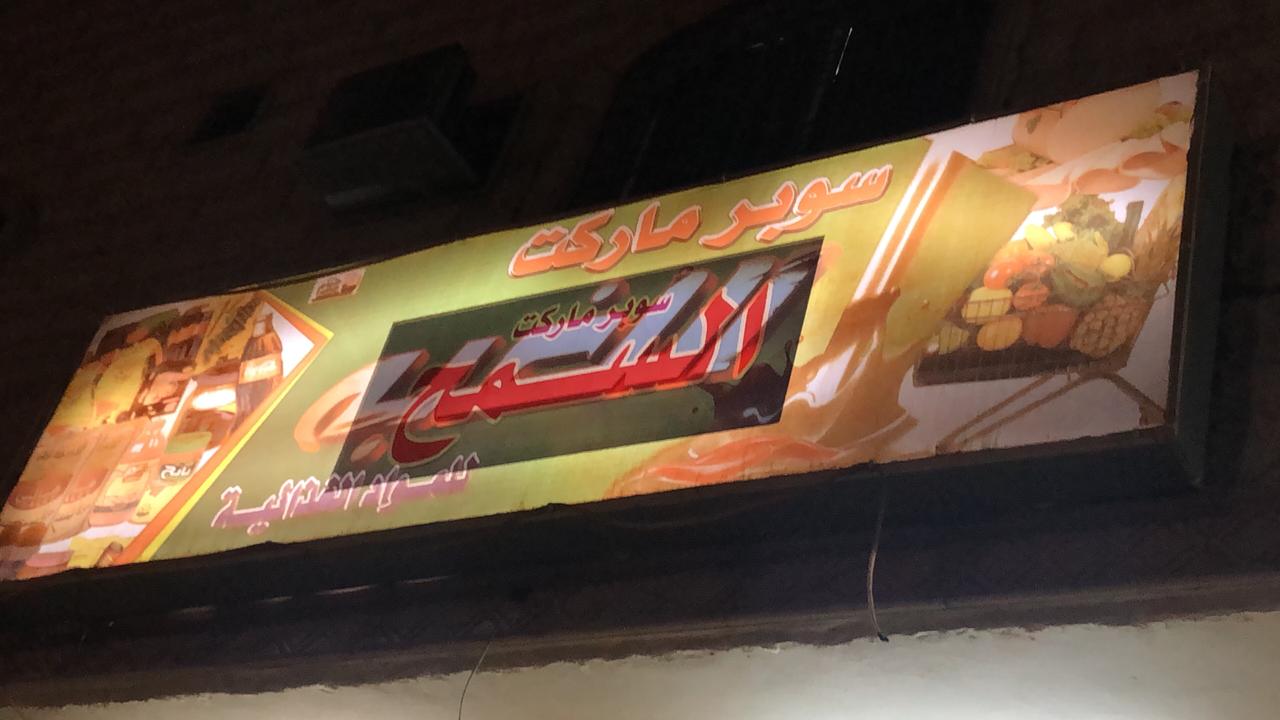 سوبر ماركت
سوبر ماركت
السمح
للمواد الغذائية